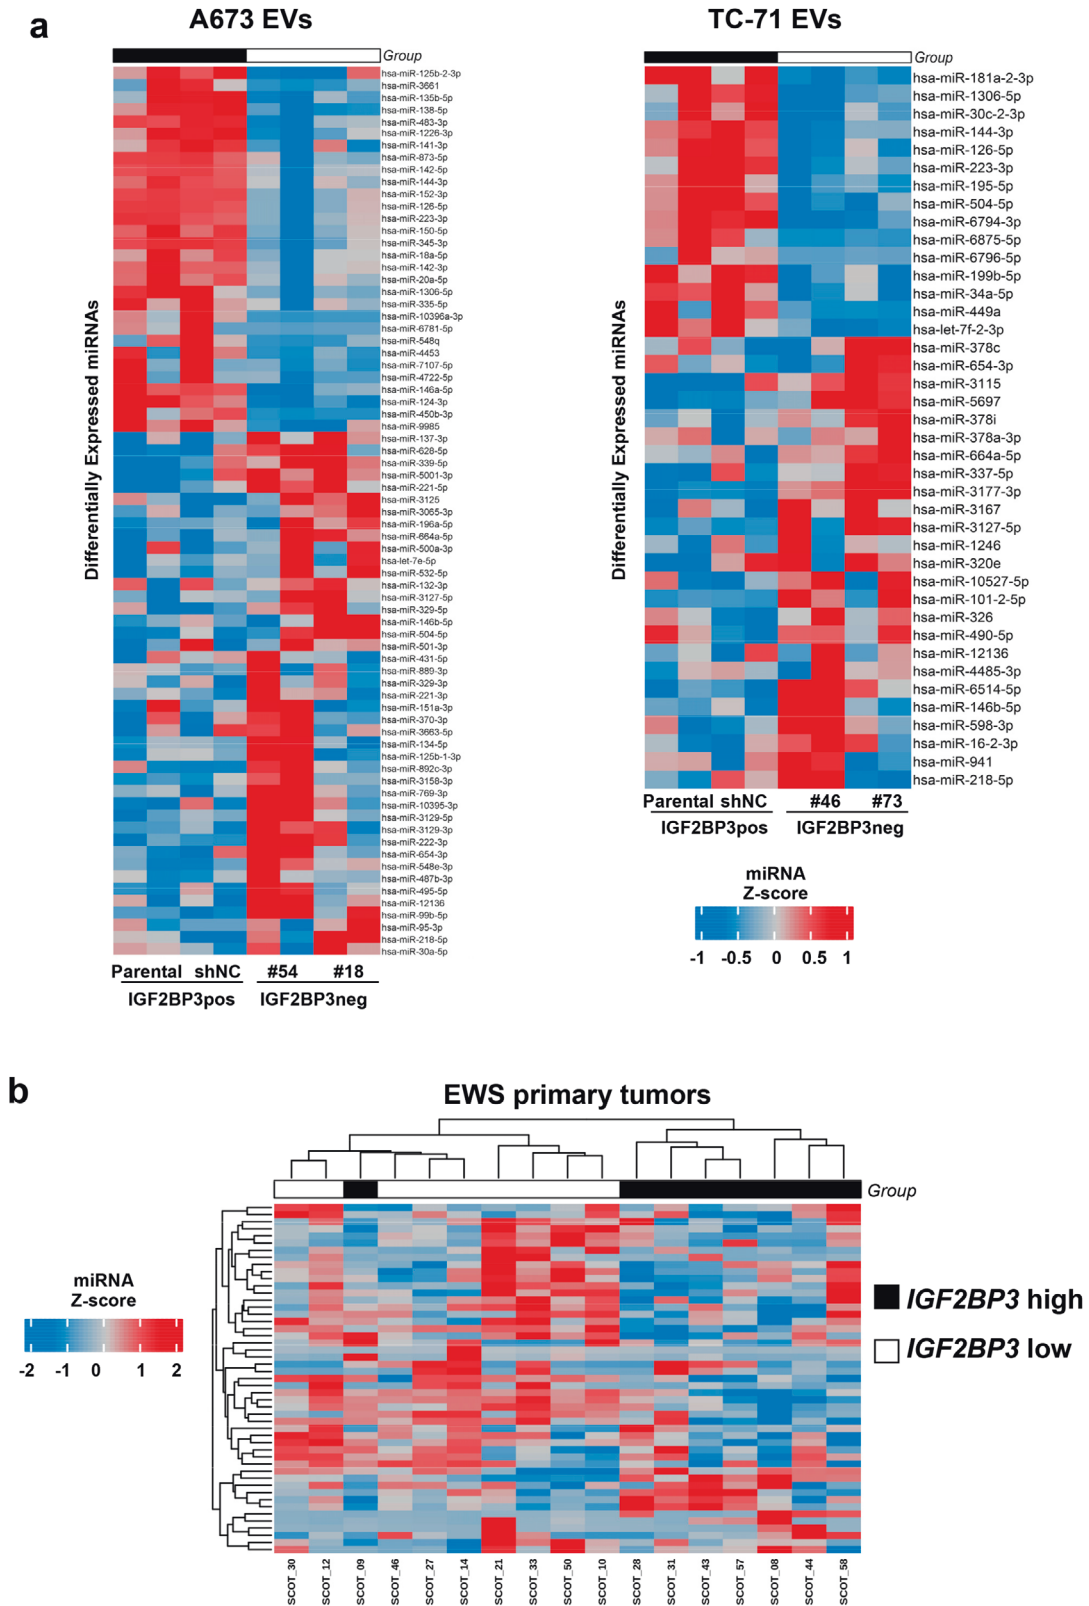 a
A673 EVs
Group
hsa-miR-125b-2-3p
hsa-miR-3661
hsa-miR-135b-5p
hsa-miR-138-5p
hsa-miR-483-3p
hsa-miR-1226-3p
hsa-miR-141-3p
hsa-miR-873-5p
hsa-miR-142-5p
hsa-miR-144-3p
hsa-miR-152-3p
hsa-miR-126-5p
hsa-miR-223-3p
hsa-miR-150-5p
hsa-miR-345-3p
hsa-miR-18a-5p
hsa-miR-142-3p
hsa-miR-20a-5p
hsa-miR-1306-5p
hsa-miR-335-5p
hsa-miR-10396a-3p
hsa-miR-6781-5p
hsa-miR-548q
hsa-miR-4453
hsa-miR-7107-5p
hsa-miR-4722-5p
hsa-miR-146a-5p
hsa-miR-124-3p
hsa-miR-450b-3p
hsa-miR-9985
hsa-miR-137-3p
hsa-miR-628-5p
hsa-miR-339-5p
hsa-miR-5001-3p
hsa-miR-221-5p
hsa-miR-3125
hsa-miR-3065-3p
hsa-miR-196a-5p
hsa-miR-664a-5p
hsa-miR-500a-3p
hsa-let-7e-5p
hsa-miR-532-5p
hsa-miR-132-3p
hsa-miR-3127-5p
hsa-miR-329-5p
hsa-miR-146b-5p
hsa-miR-504-5p
hsa-miR-501-3p
hsa-miR-431-5p
hsa-miR-889-3p
hsa-miR-329-3p
hsa-miR-221-3p
hsa-miR-151a-3p
hsa-miR-370-3p
hsa-miR-3663-5p
hsa-miR-134-5p
hsa-miR-125b-1-3p
hsa-miR-892c-3p
hsa-miR-3158-3p
hsa-miR-769-3p
hsa-miR-10395-3p
hsa-miR-3129-5p
hsa-miR-3129-3p
hsa-miR-222-3p
hsa-miR-654-3p
hsa-miR-548e-3p
hsa-miR-487b-3p
hsa-miR-495-5p
hsa-miR-12136
hsa-miR-99b-5p
hsa-miR-95-3p
hsa-miR-218-5p
hsa-miR-30a-5p
Differentially Expressed miRNAs
Parental shNC #54 #18
IGF2BP3pos IGF2BP3neg
TC-71 EVs
Group
hsa-miR-181a-2-3p
hsa-miR-1306-5p
hsa-miR-30c-2-3p
hsa-miR-144-3p
hsa-miR-126-5p
hsa-miR-223-3p
hsa-miR-195-5p
hsa-miR-504-5p
hsa-miR-6794-3p
hsa-miR-6875-5p
hsa-miR-6796-5p
hsa-miR-199b-5p
hsa-miR-34a-5p
hsa-miR-449a
hsa-let-7f-2-3p
hsa-miR-378c
hsa-miR-654-3p
hsa-miR-3115
hsa-miR-5697
hsa-miR-378i
hsa-miR-378a-3p
hsa-miR-664a-5p
hsa-miR-337-5p
hsa-miR-3177-3p
hsa-miR-3167
hsa-miR-3127-5p
hsa-miR-1246
hsa-miR-320e
hsa-miR-10527-5p
hsa-miR-101-2-5p
hsa-miR-326
hsa-miR-490-5p
hsa-miR-12136
hsa-miR-4485-3p
hsa-miR-6514-5p
hsa-miR-146b-5p
hsa-miR-598-3p
hsa-miR-16-2-3p
hsa-miR-941
hsa-miR-218-5p
Differentially Expressed miRNAs
Parental shNC #46 #73
IGF2BP3pos IGF2BP3neg
miRNA
Z-score
-1 -0.5 0 0.5 1
b
EWS primary tumors
Group
miRNA
Z-score
-2 -1 0 1 2
IGF2BP3 high
IGF2BP3 low
SCOT_30
SCOT_12
SCOT_09
SCOT_46
SCOT_27
SCOT_14
SCOT_21
SCOT_33
SCOT_50
SCOT_10
SCOT_28
SCOT_31
SCOT_43
SCOT_57
SCOT_08
SCOT_44
SCOT_58